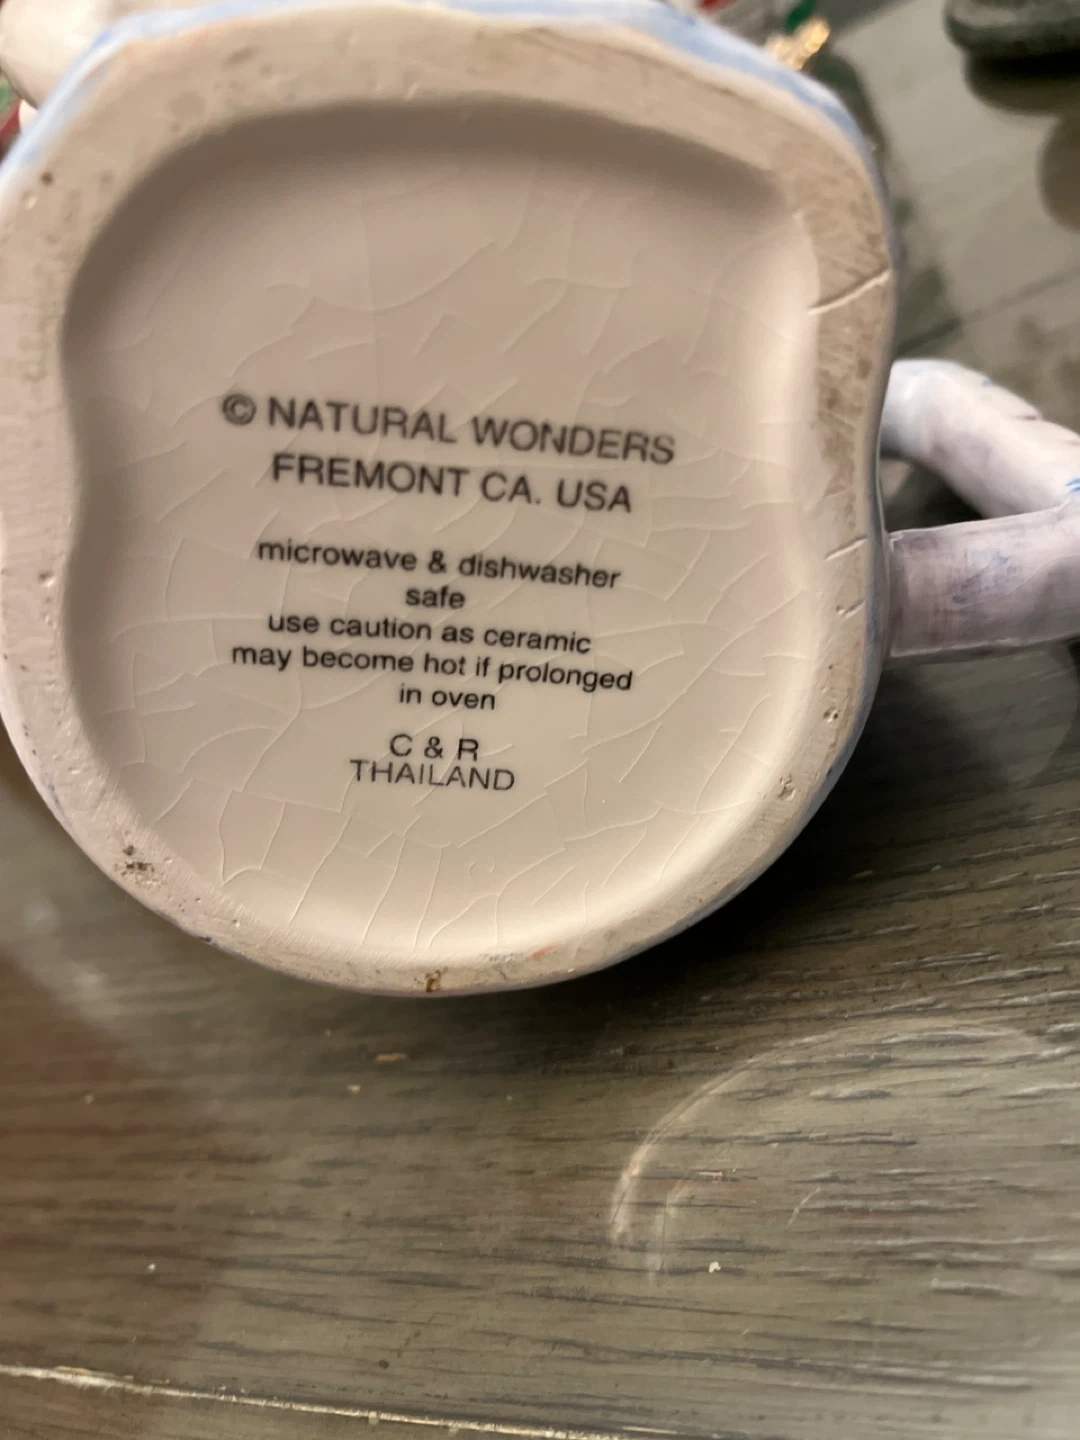 © NATURAL WONDERS
FREMONT CA. USA
microwave & dishwasher
safe
use caution as ceramic
may become hot if prolonged
in oven
C & R
THAILAND